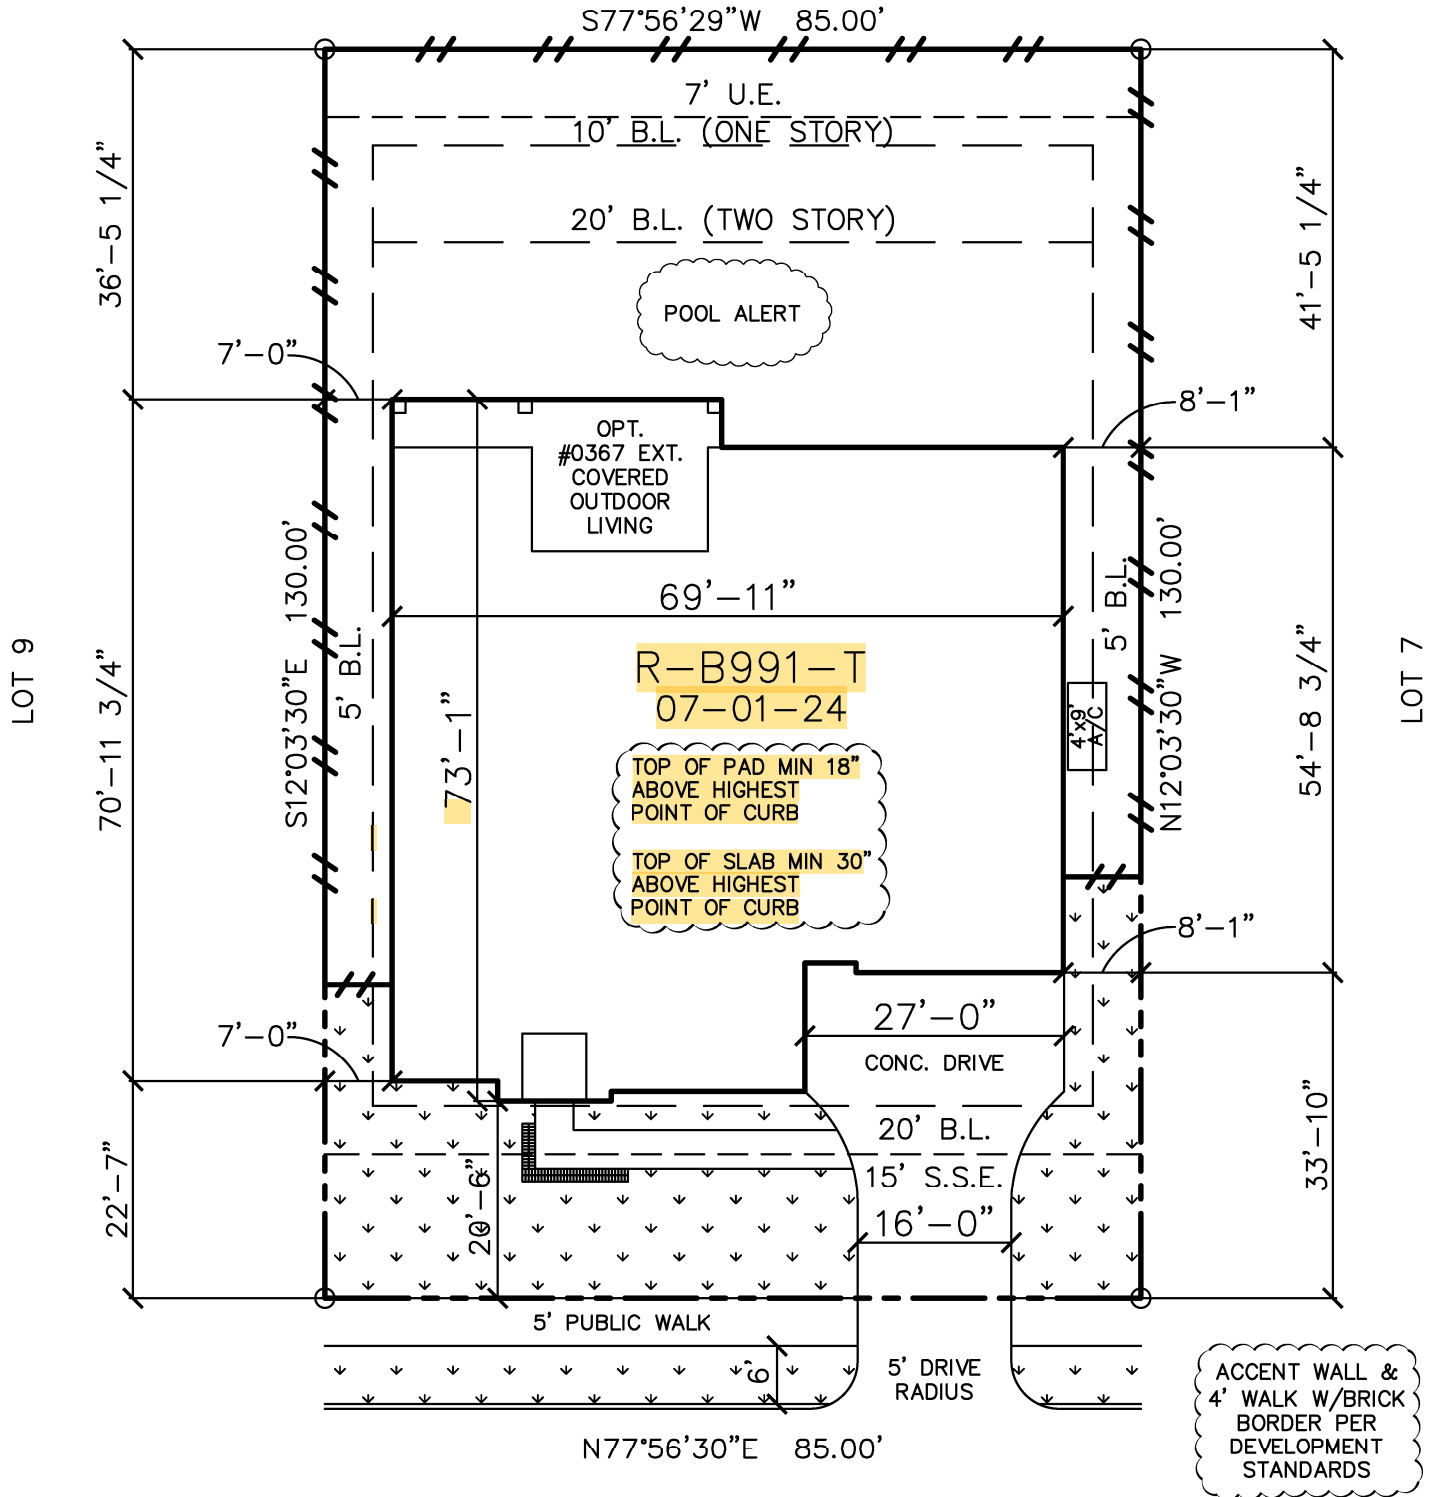 S77°56'29"W 85.00'
7' U.E.
10' B.L. (ONE STORY)
20' B.L. (TWO STORY)
POOL ALERT
36'-5 1/4"
41'-5 1/4"
7'-0"
8'-1"
OPT.
#0367 EXT.
COVERED
OUTDOOR
LIVING
69'-11"
S12°03'30"E 130.00'
5' B.L.
5' B.L.
N12°03'30"W 130.00'
LOT 9
LOT 7
70'-11 3/4"
54'-8 3/4"
73'-1"
R-B991-T
07-01-24
4'x9'
A/C
TOP OF PAD MIN 18"
ABOVE HIGHEST
POINT OF CURB
TOP OF SLAB MIN 30"
ABOVE HIGHEST
POINT OF CURB
8'-1"
7'-0"
27'-0"
CONC. DRIVE
20' B.L.
15' S.S.E.
16'-0"
22'-7"
20'-6"
33'-10"
5' PUBLIC WALK
6'
5' DRIVE
RADIUS
N77°56'30"E 85.00'
ACCENT WALL &
4' WALK W/BRICK
BORDER PER
DEVELOPMENT
STANDARDS